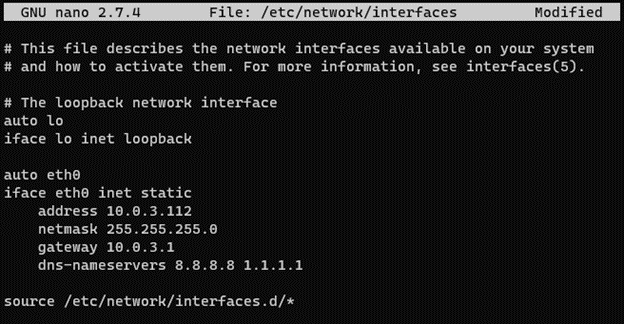 GNU nano 2.7.4 File: /etc/network/interfaces Modified
# This file describes the network interfaces available on your system
# and how to activate them. For more information, see interfaces(5).
# The loopback network interface
auto lo
iface lo inet loopback
auto eth0
iface eth0 inet static
address 10.0.3.112
netmask 255.255.255.0
gateway 10.0.3.1
dns-nameservers 8.8.8.8 1.1.1.1
source /etc/network/interfaces.d/*